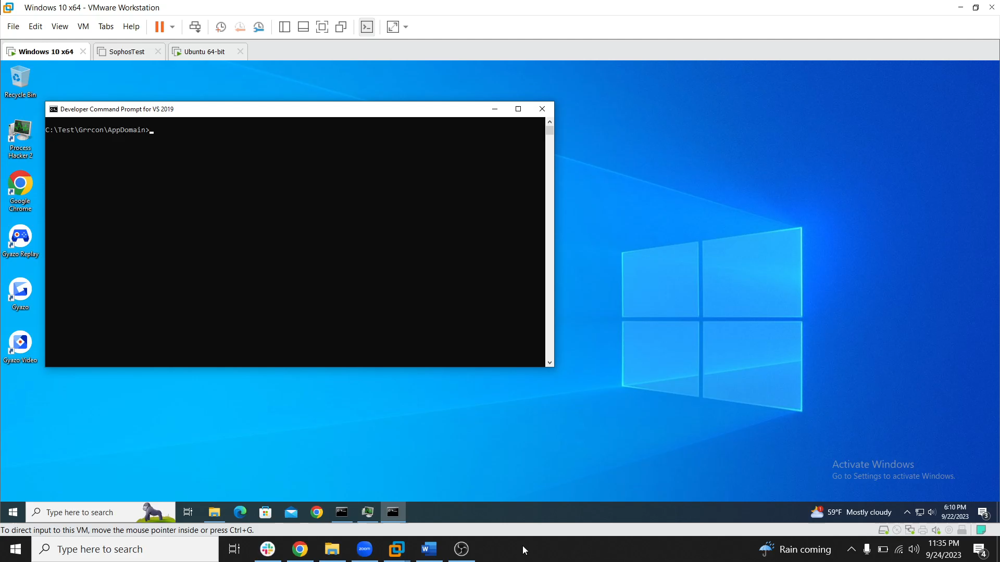 Windows 10 x64 - VMware Workstation
File Edit View VM Tabs Help
Windows 10 x64 SophosTest Ubuntu 64-bit
Recycle Bin
Developer Command Prompt for VS 2019
C:\Test\Grrcon\AppDomain>
Process
Hacker 2
Google
Chrome
Gyazo Replay
Gyazo
Gyazo Video
Activate Windows
Go to Settings to activate Windows.
Type here to search
59°F Mostly cloudy
6:10 PM
9/22/2023
3
To direct input to this VM, move the mouse pointer inside or press Ctrl+G.
Type here to search
zoom
W
Rain coming
11:35 PM
9/24/2023
4